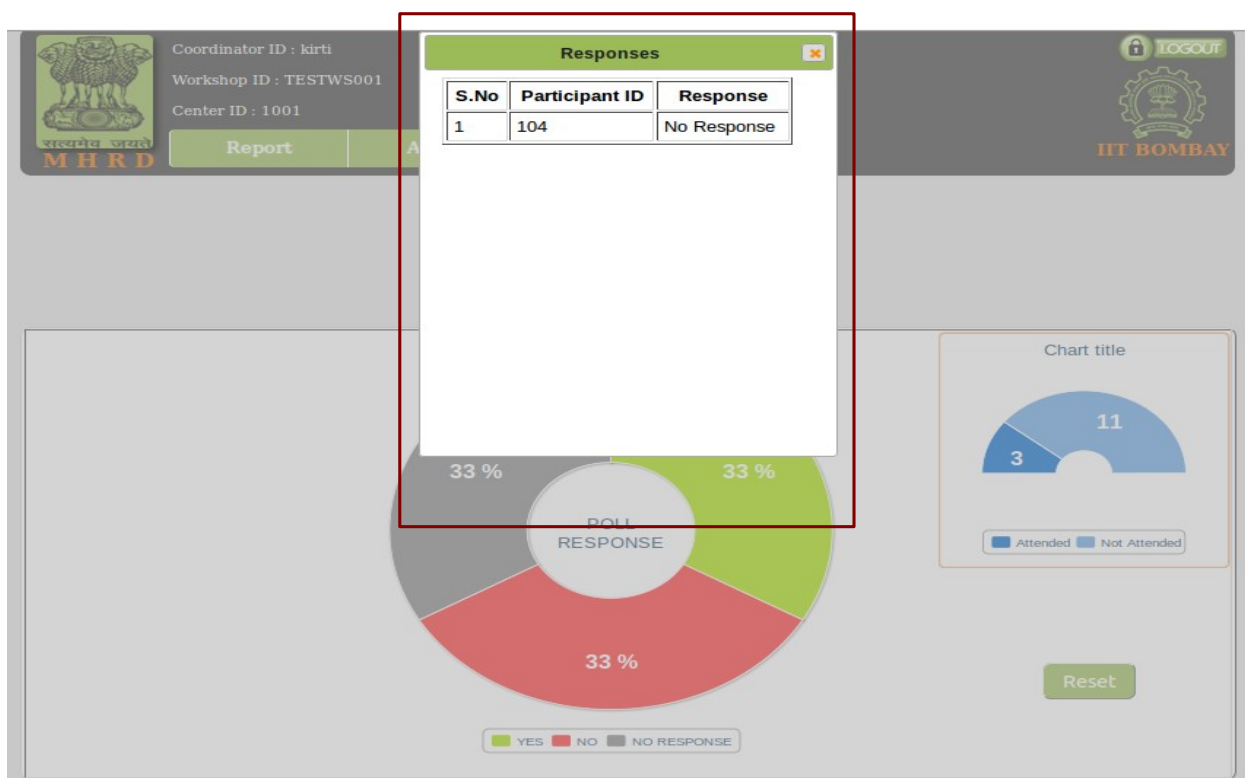 Coordinator ID : kirti
Workshop ID : TESTWS001
Center ID : 1001
सत्यमेव जयते
MHRD
Report
A
Responses
S.No Participant ID Response
1 104 No Response
LOGOUT
IIT BOMBAY
33 %
33 %
POLL
RESPONSE
33 %
YES NO NO RESPONSE
Chart title
3
11
Attended Not Attended
Reset